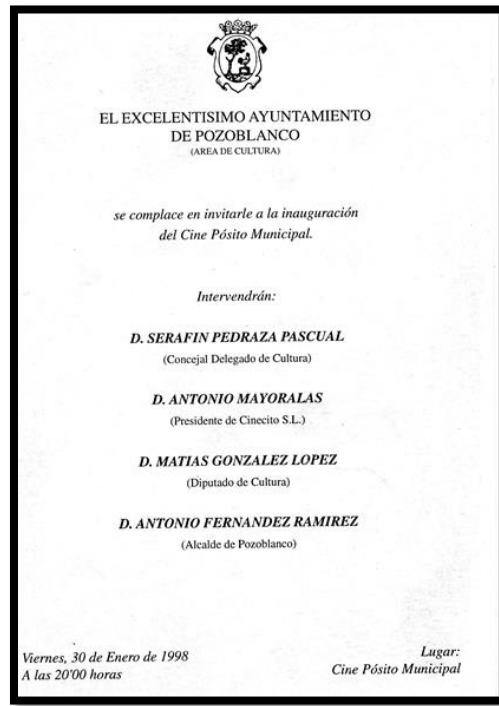 EL EXCELENTISIMO AYUNTAMIENTO
DE POZOBLANCO
(AREA DE CULTURA)
se complace en invitarle a la inauguración
del Cine Pósito Municipal.
Intervendrán:
D. SERAFIN PEDRAZA PASCUAL
(Concejal Delegado de Cultura)
D. ANTONIO MAYORALAS
(Presidente de Cinecito S.L.)
D. MATIAS GONZALEZ LOPEZ
(Diputado de Cultura)
D. ANTONIO FERNANDEZ RAMIREZ
(Alcalde de Pozoblanco)
Viernes, 30 de Enero de 1998
A las 20'00 horas
Lugar:
Cine Pósito Municipal